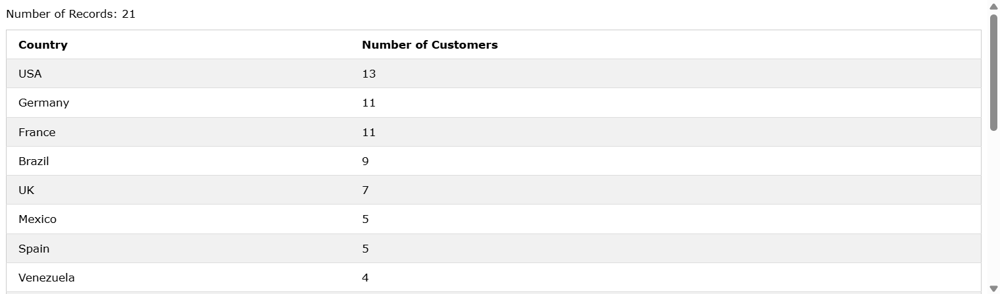 Number of Records: 21
Country Number of Customers
USA 13
Germany 11
France 11
Brazil 9
UK 7
Mexico 5
Spain 5
Venezuela 4